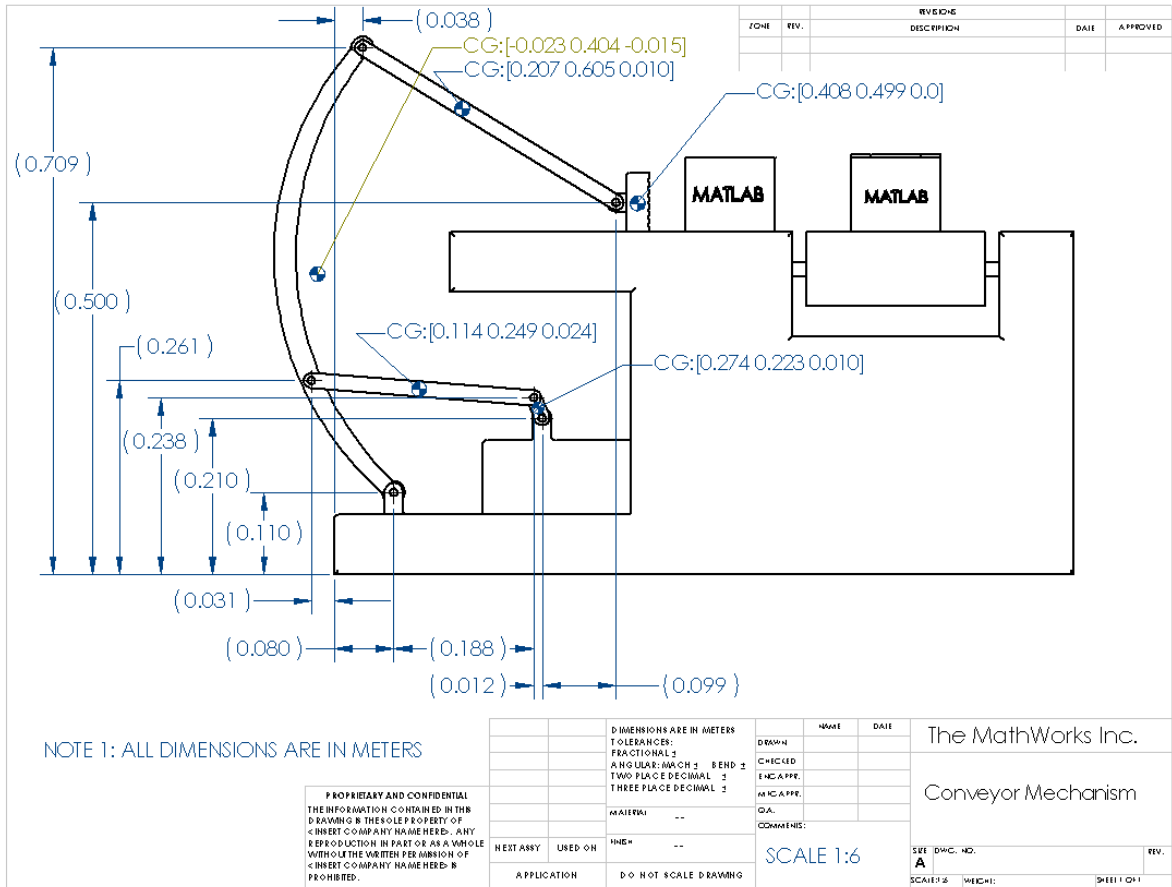 REVISIONS
ZONE REV. DESCRIPTION DATE APPROVED
( 0.038 )
CG:[-0.023 0.404 -0.015]
CG:[0.207 0.605 0.010]
CG:[0.408 0.499 0.0]
( 0.709 )
MATLAB MATLAB
( 0.500 )
CG:[0.114 0.249 0.024]
( 0.261 )
CG:[0.274 0.223 0.010]
( 0.238 )
( 0.210 )
( 0.110 )
( 0.031 )
( 0.080 ) ( 0.188 )
( 0.012 ) ( 0.099 )
NOTE 1: ALL DIMENSIONS ARE IN METERS
PROPRIETARY AND CONFIDENTIAL
THE INFORMATION CONTAINED IN THIS
DRAWING IS THE SOLE PROPERTY OF
<INSERT COMPANY NAME HERE>. ANY
REPRODUCTION IN PART OR AS A WHOLE
WITHOUT THE WRITTEN PERMISSION OF
<INSERT COMPANY NAME HERE> IS
PROHIBITED.
NEXT ASSY USED ON
APPLICATION
DIMENSIONS ARE IN METERS
TOLERANCES:
FRACTIONAL ±
ANGULAR: MACH ± BEND ±
TWO PLACE DECIMAL ±
THREE PLACE DECIMAL ±
MATERIAL
--
FINISH
--
DO NOT SCALE DRAWING
NAME DATE
DRAWN
CHECKED
ENG APPR.
MFG APPR.
Q.A.
COMMENTS:
SCALE 1:6
The MathWorks Inc.
Conveyor Mechanism
SIZE DWG. NO. REV.
A
SCALE:1:6 WEIGHT: SHEET 1 OF 1